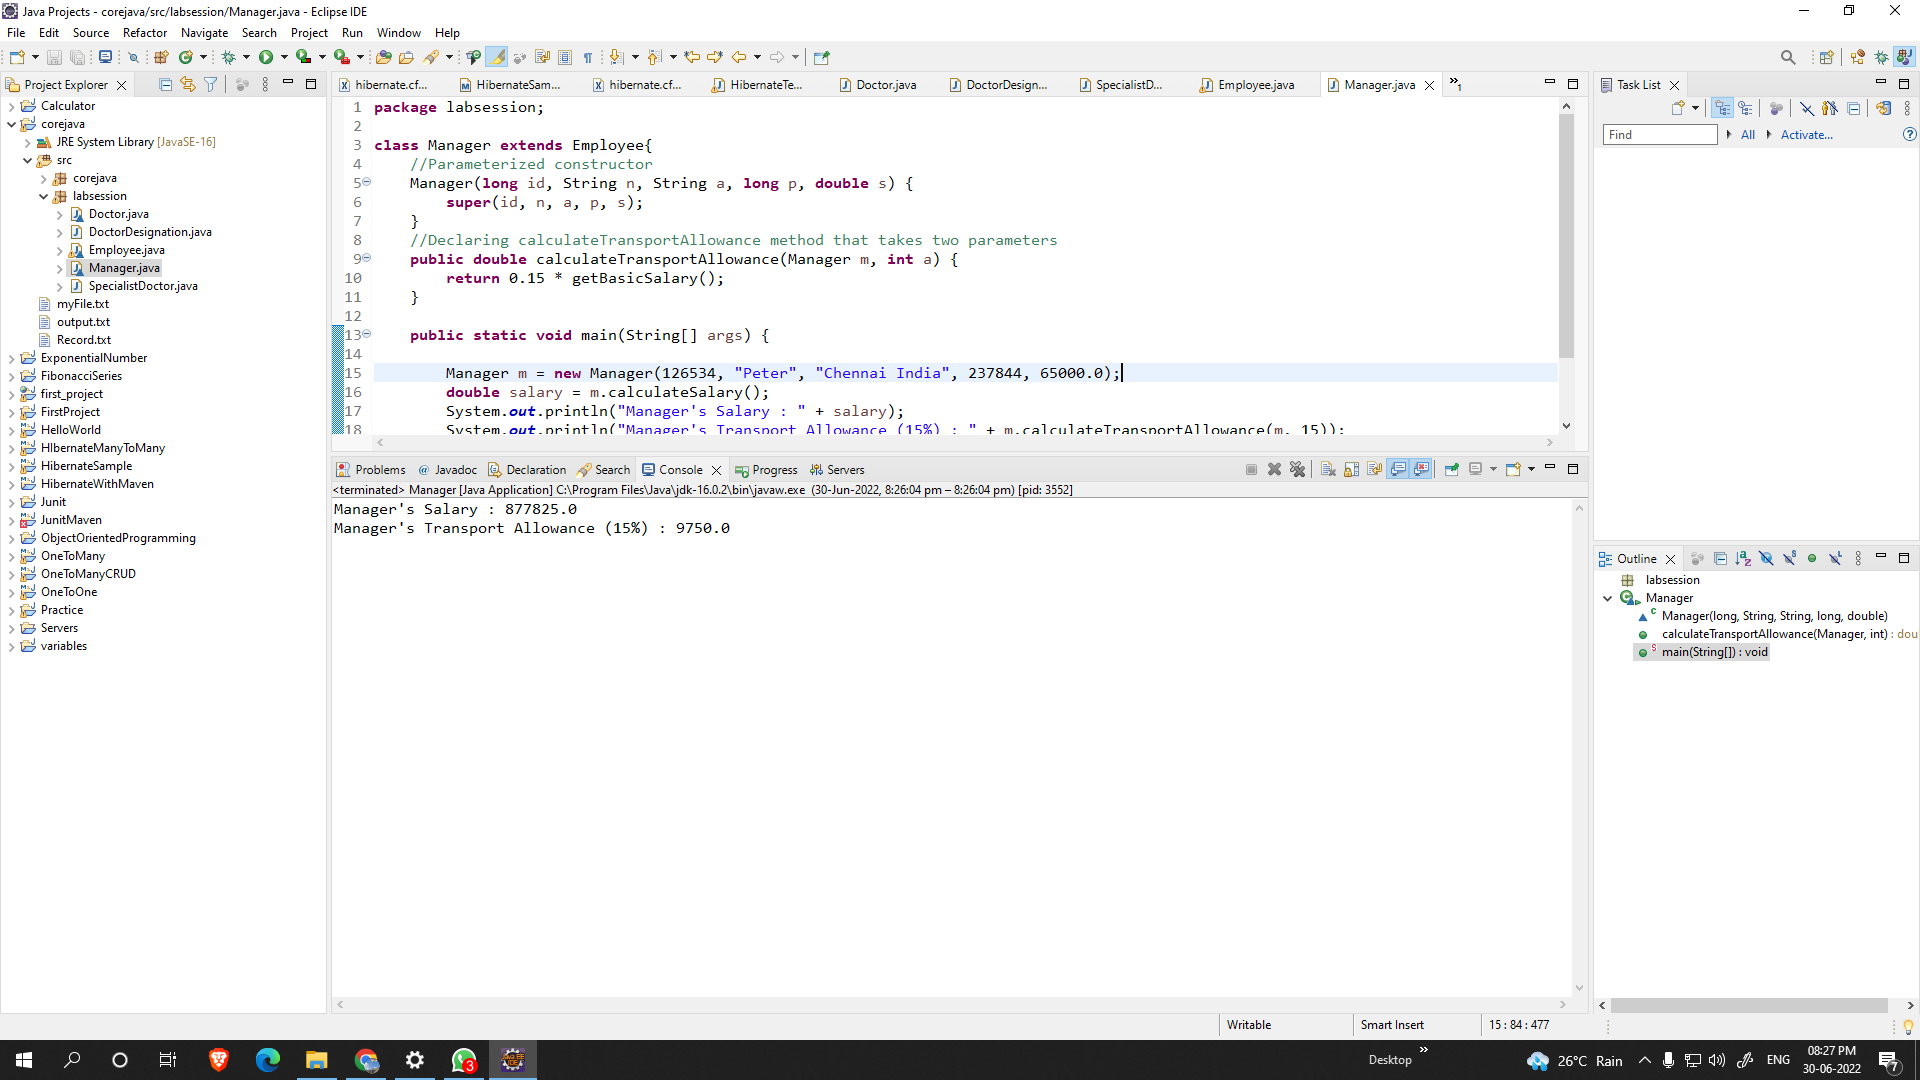 Java Projects - corejava/src/labsession/Manager.java - Eclipse IDE
File Edit Source Refactor Navigate Search Project Run Window Help
Project Explorer
Calculator
corejava
JRE System Library [JavaSE-16]
src
corejava
labsession
Doctor.java
DoctorDesignation.java
Employee.java
Manager.java
SpecialistDoctor.java
myFile.txt
output.txt
Record.txt
ExponentialNumber
FibonacciSeries
first_project
FirstProject
HelloWorld
HIbernateManyToMany
HibernateSample
HibernateWithMaven
Junit
JunitMaven
ObjectOrientedProgramming
OneToMany
OneToManyCRUD
OneToOne
Practice
Servers
variables
hibernate.cf... HibernateSam... hibernate.cf... HibernateTe... Doctor.java DoctorDesign... SpecialistD... Employee.java Manager.java »1
1 package labsession;
2
3 class Manager extends Employee{
4 //Parameterized constructor
5 Manager(long id, String n, String a, long p, double s) {
6 super(id, n, a, p, s);
7 }
8 //Declaring calculateTransportAllowance method that takes two parameters
9 public double calculateTransportAllowance(Manager m, int a) {
10 return 0.15 * getBasicSalary();
11 }
12
13 public static void main(String[] args) {
14
15 Manager m = new Manager(126534, "Peter", "Chennai India", 237844, 65000.0);
16 double salary = m.calculateSalary();
17 System.out.println("Manager's Salary : " + salary);
18 System.out.println("Manager's Transport Allowance (15%) : " + m.calculateTransportAllowance(m, 15));
Problems Javadoc Declaration Search Console Progress Servers
<terminated> Manager [Java Application] C:\Program Files\Java\jdk-16.0.2\bin\javaw.exe (30-Jun-2022, 8:26:04 pm – 8:26:04 pm) [pid: 3552]
Manager's Salary : 877825.0
Manager's Transport Allowance (15%) : 9750.0
Task List
Find All Activate...
Outline
labsession
Manager
Manager(long, String, String, long, double)
calculateTransportAllowance(Manager, int) : dou
main(String[]) : void
Writable Smart Insert 15 : 84 : 477
3
Desktop » 26°C Rain ENG 08:27 PM
30-06-2022
7